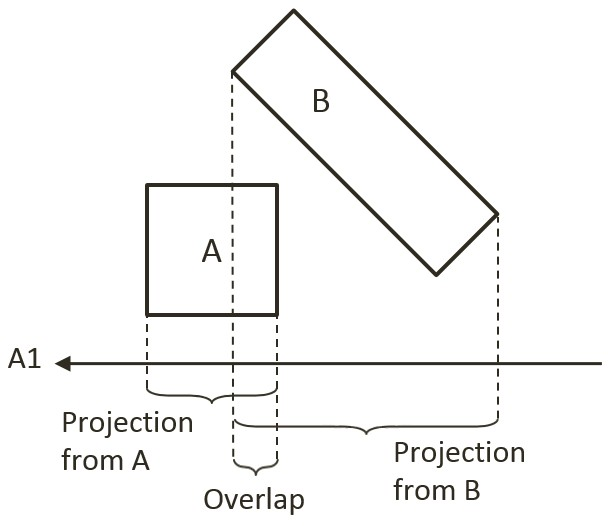 B
A
A1
Projection
from A
Projection
from B
Overlap